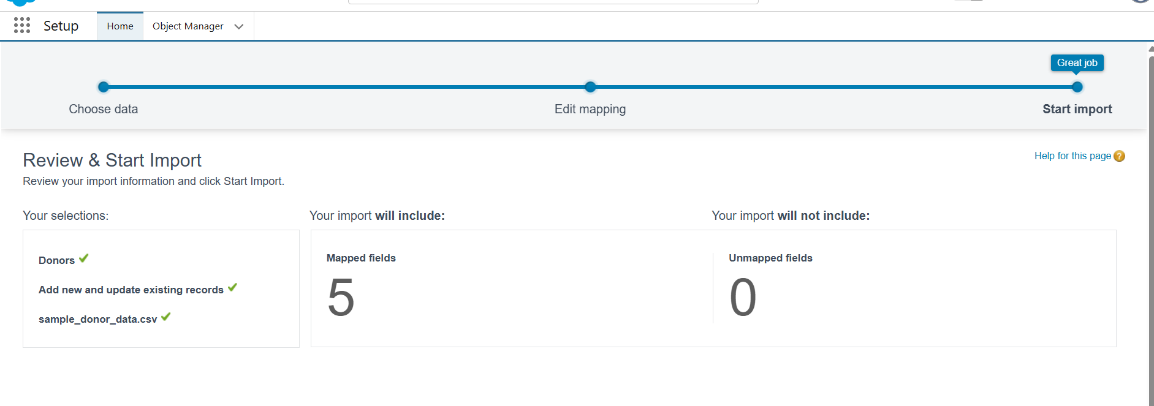 Setup
Home
Object Manager
Great job
Choose data
Edit mapping
Start import
Review & Start Import
Help for this page ?
Review your import information and click Start Import.
Your selections:
Your import will include:
Your import will not include:
Donors
Add new and update existing records
sample_donor_data.csv
Mapped fields
5
Unmapped fields
0